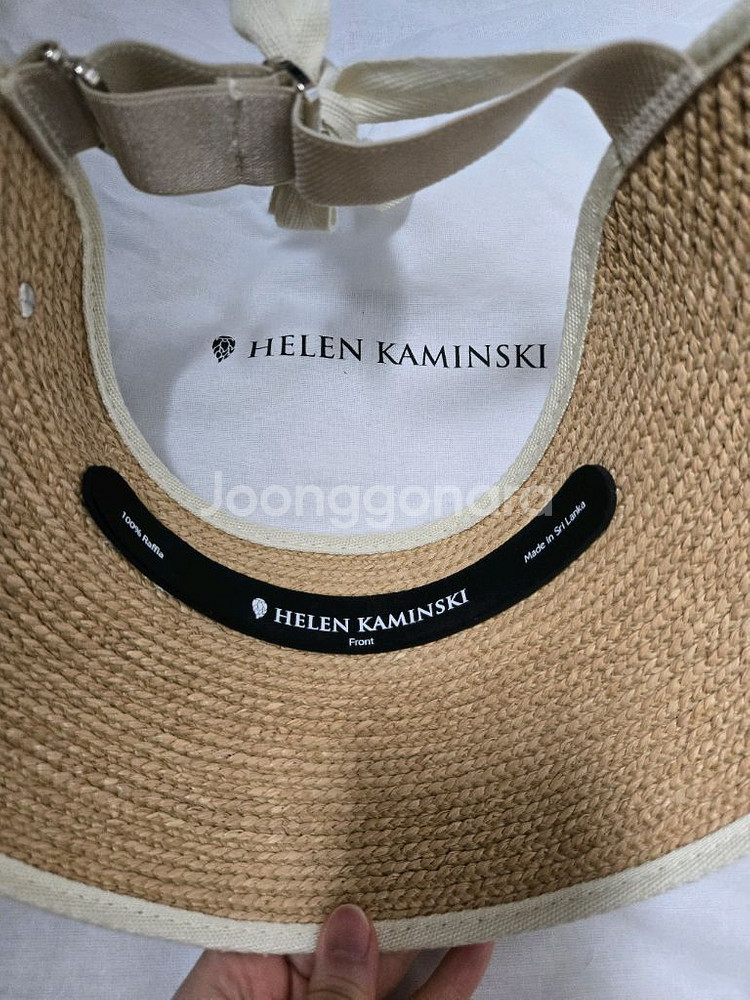 HELEN KAMINSKI
Joonggonara
100% Raffia
HELEN KAMINSKI
Front
Made in Sri Lanka